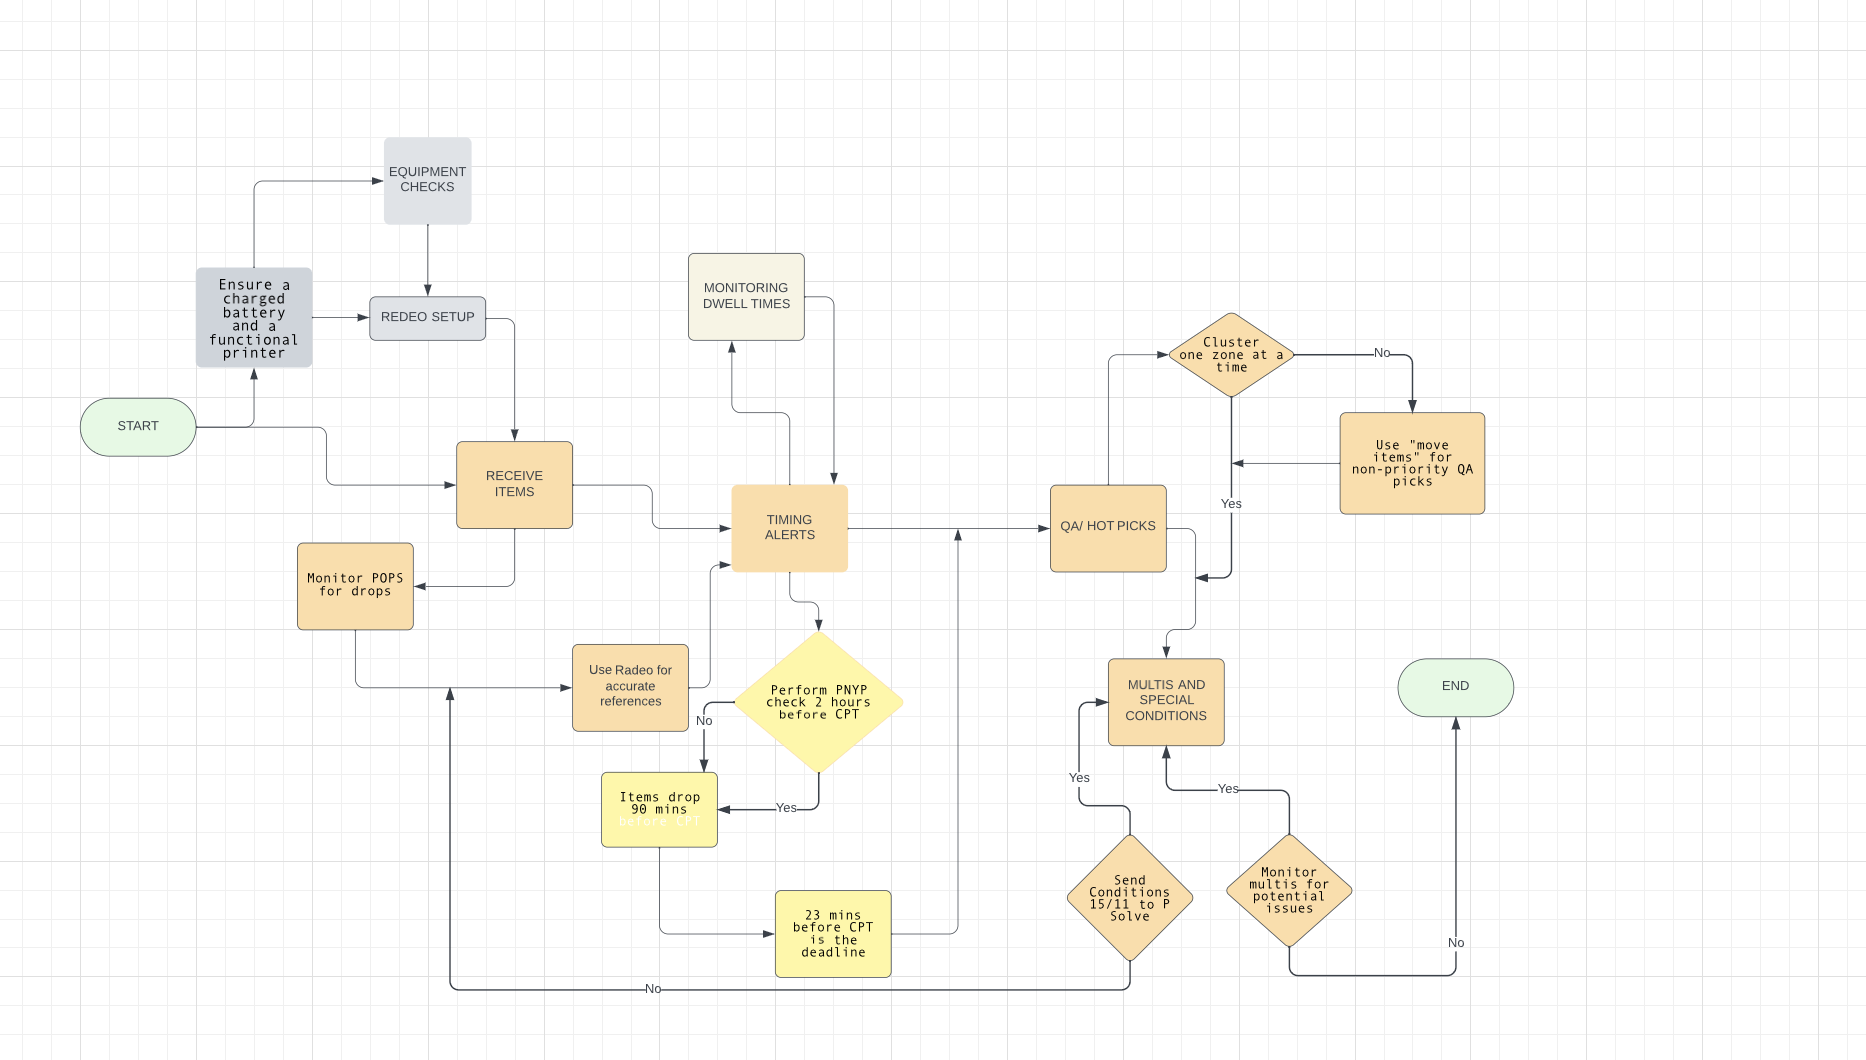 EQUIPMENT
CHECKS
Ensure a
charged
battery
and a
functional
printer
REDEO SETUP
MONITORING
DWELL TIMES
START
RECEIVE
ITEMS
TIMING
ALERTS
QA/ HOT PICKS
Cluster
one zone at a
time
No
Use "move
items" for
non-priority QA
picks
Yes
Monitor POPS
for drops
Use Radeo for
accurate
references
Perform PNYP
check 2 hours
before CPT
No
Items drop
90 mins
before CPT
Yes
23 mins
before CPT
is the
deadline
MULTIS AND
SPECIAL
CONDITIONS
END
Yes
Yes
Send
Conditions
15/11 to P
Solve
Monitor
multis for
potential
issues
No
No